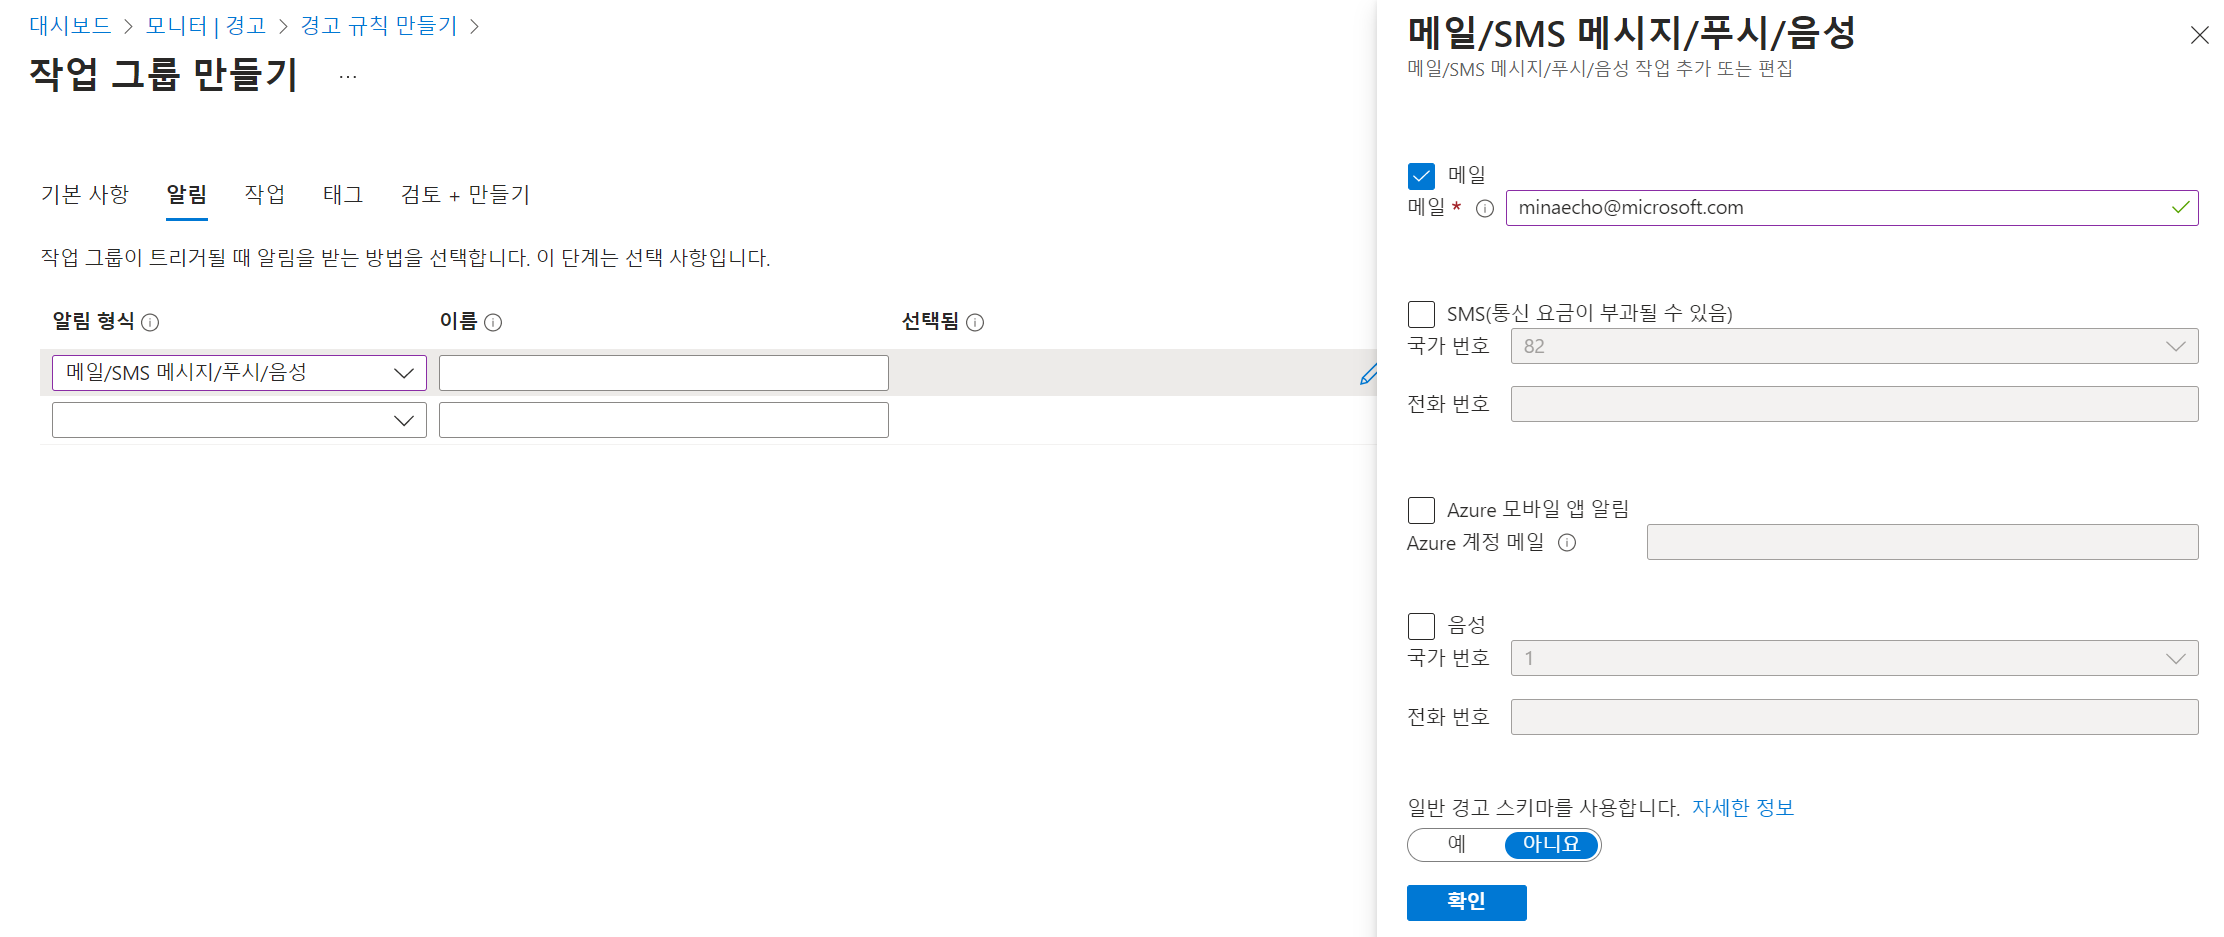 대시보드 > 모니터 | 경고 > 경고 규칙 만들기 >
작업 그룹 만들기 ...
기본 사항 알림 작업 태그 검토 + 만들기
작업 그룹이 트리거될 때 알림을 받는 방법을 선택합니다. 이 단계는 선택 사항입니다.
알림 형식 이름 선택됨
메일/SMS 메시지/푸시/음성
메일/SMS 메시지/푸시/음성
메일/SMS 메시지/푸시/음성 작업 추가 또는 편집
메일
메일 * minaecho@microsoft.com
SMS(통신 요금이 부과될 수 있음)
국가 번호 82
전화 번호
Azure 모바일 앱 알림
Azure 계정 메일
음성
국가 번호 1
전화 번호
일반 경고 스키마를 사용합니다. 자세한 정보
예 아니요
확인